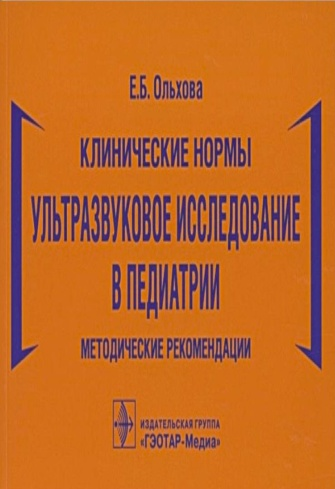 Е.Б. Ольхова
КЛИНИЧЕСКИЕ НОРМЫ
УЛЬТРАЗВУКОВОЕ ИССЛЕДОВАНИЕ
В ПЕДИАТРИИ
МЕТОДИЧЕСКИЕ РЕКОМЕНДАЦИИ
ИЗДАТЕЛЬСКАЯ ГРУППА
«ГЭОТАР-Медиа»